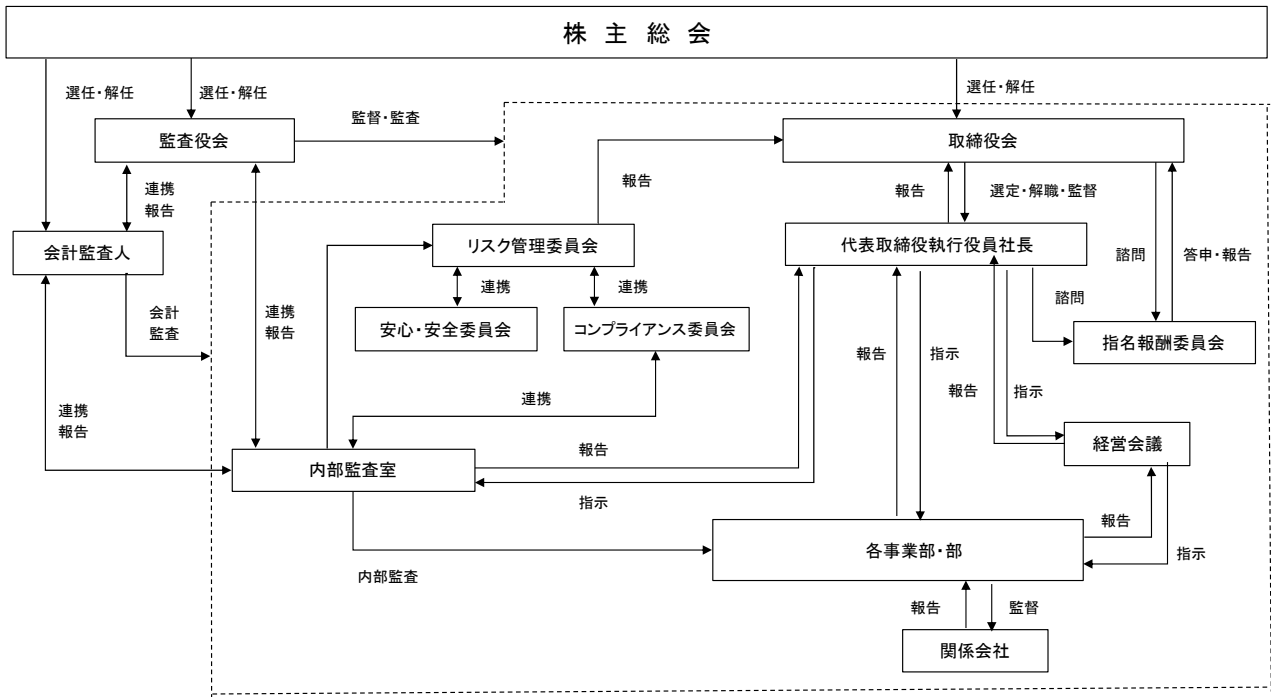 株主総会
選任・解任
選任・解任
選任・解任
監査役会
監督・監査
取締役会
連携
報告
報告
報告
選定・解職・監督
会計監査人
リスク管理委員会
代表取締役執行役員社長
諮問
答申・報告
会計
監査
連携
報告
連携
連携
諮問
安心・安全委員会
コンプライアンス委員会
指名報酬委員会
報告
指示
報告
指示
連携
報告
連携
経営会議
内部監査室
報告
指示
報告
各事業部・部
指示
内部監査
報告
監督
関係会社